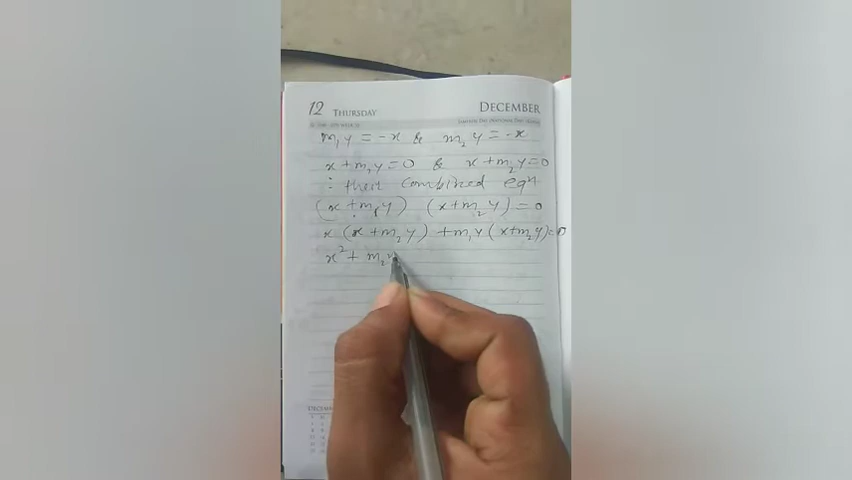 12 THURSDAY DECEMBER
m₁y = -x & m₂y = -x
x + m₁y = 0 & x + m₂y = 0
∴ their combined eqn
(x + m₁y) (x + m₂y) = 0
x (x + m₂y) + m₁y (x + m₂y) = 0
x² + m₂